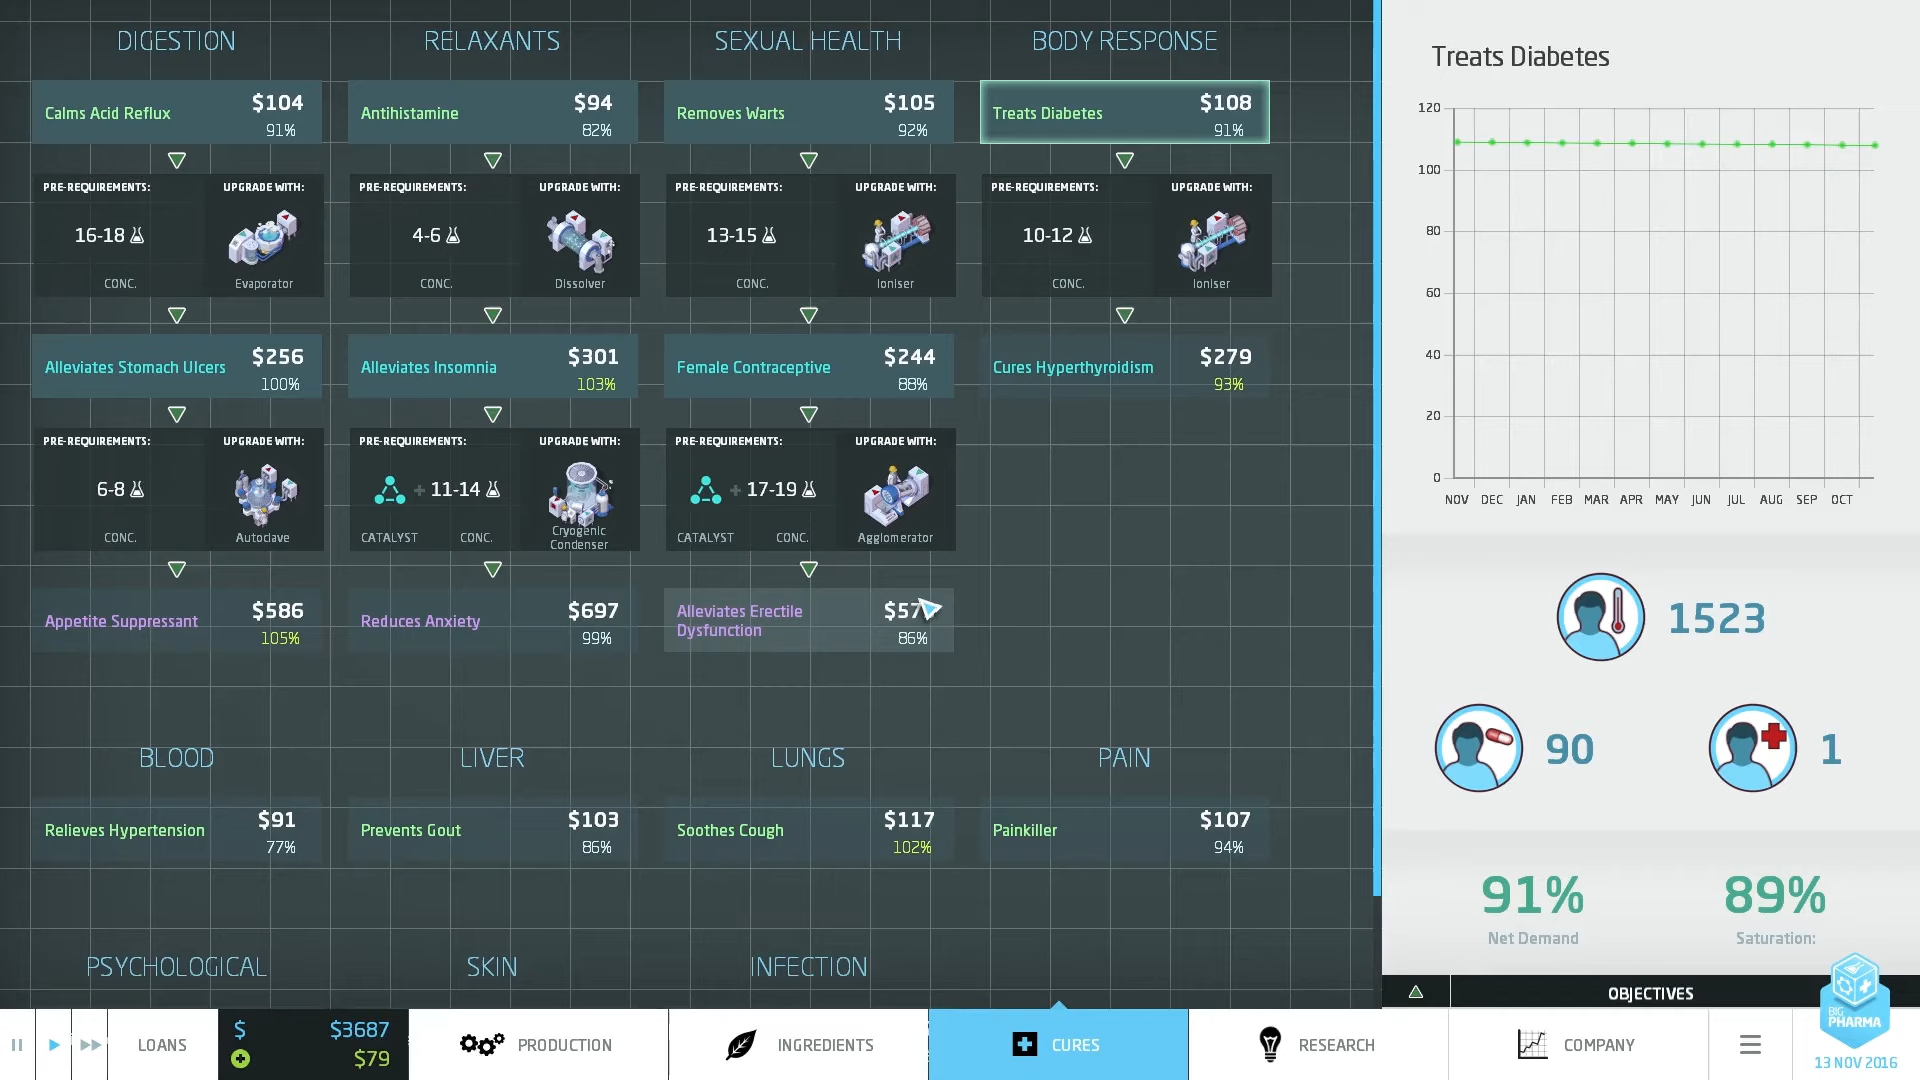 DIGESTION
RELAXANTS
SEXUAL HEALTH
BODY RESPONSE
Calms Acid Reflux $104 91%
Antihistamine $94 82%
Removes Warts $105 92%
Treats Diabetes $108 91%
PRE-REQUIREMENTS: UPGRADE WITH:
16-18
CONC. Evaporator
PRE-REQUIREMENTS: UPGRADE WITH:
4-6
CONC. Dissolver
PRE-REQUIREMENTS: UPGRADE WITH:
13-15
CONC. Ioniser
PRE-REQUIREMENTS: UPGRADE WITH:
10-12
CONC. Ioniser
Alleviates Stomach Ulcers $256 100%
Alleviates Insomnia $301 103%
Female Contraceptive $244 88%
Cures Hyperthyroidism $279 93%
PRE-REQUIREMENTS: UPGRADE WITH:
6-8
CONC. Autoclave
PRE-REQUIREMENTS: UPGRADE WITH:
+ 11-14
CATALYST CONC. Cryogenic Condenser
PRE-REQUIREMENTS: UPGRADE WITH:
+ 17-19
CATALYST CONC. Agglomerator
Appetite Suppressant $586 105%
Reduces Anxiety $697 99%
Alleviates Erectile Dysfunction 86%
BLOOD
LIVER
LUNGS
PAIN
Relieves Hypertension $91 77%
Prevents Gout $103 86%
Soothes Cough $117 102%
Painkiller $107 94%
PSYCHOLOGICAL
SKIN
INFECTION
Treats Diabetes
120
100
80
60
40
20
0
NOV DEC JAN FEB MAR APR MAY JUN JUL AUG SEP OCT
1523
90
1
91%
Net Demand
89%
Saturation:
OBJECTIVES
LOANS
$ $3687
$79
PRODUCTION
INGREDIENTS
CURES
RESEARCH
COMPANY
BIG PHARMA
13 NOV 2016